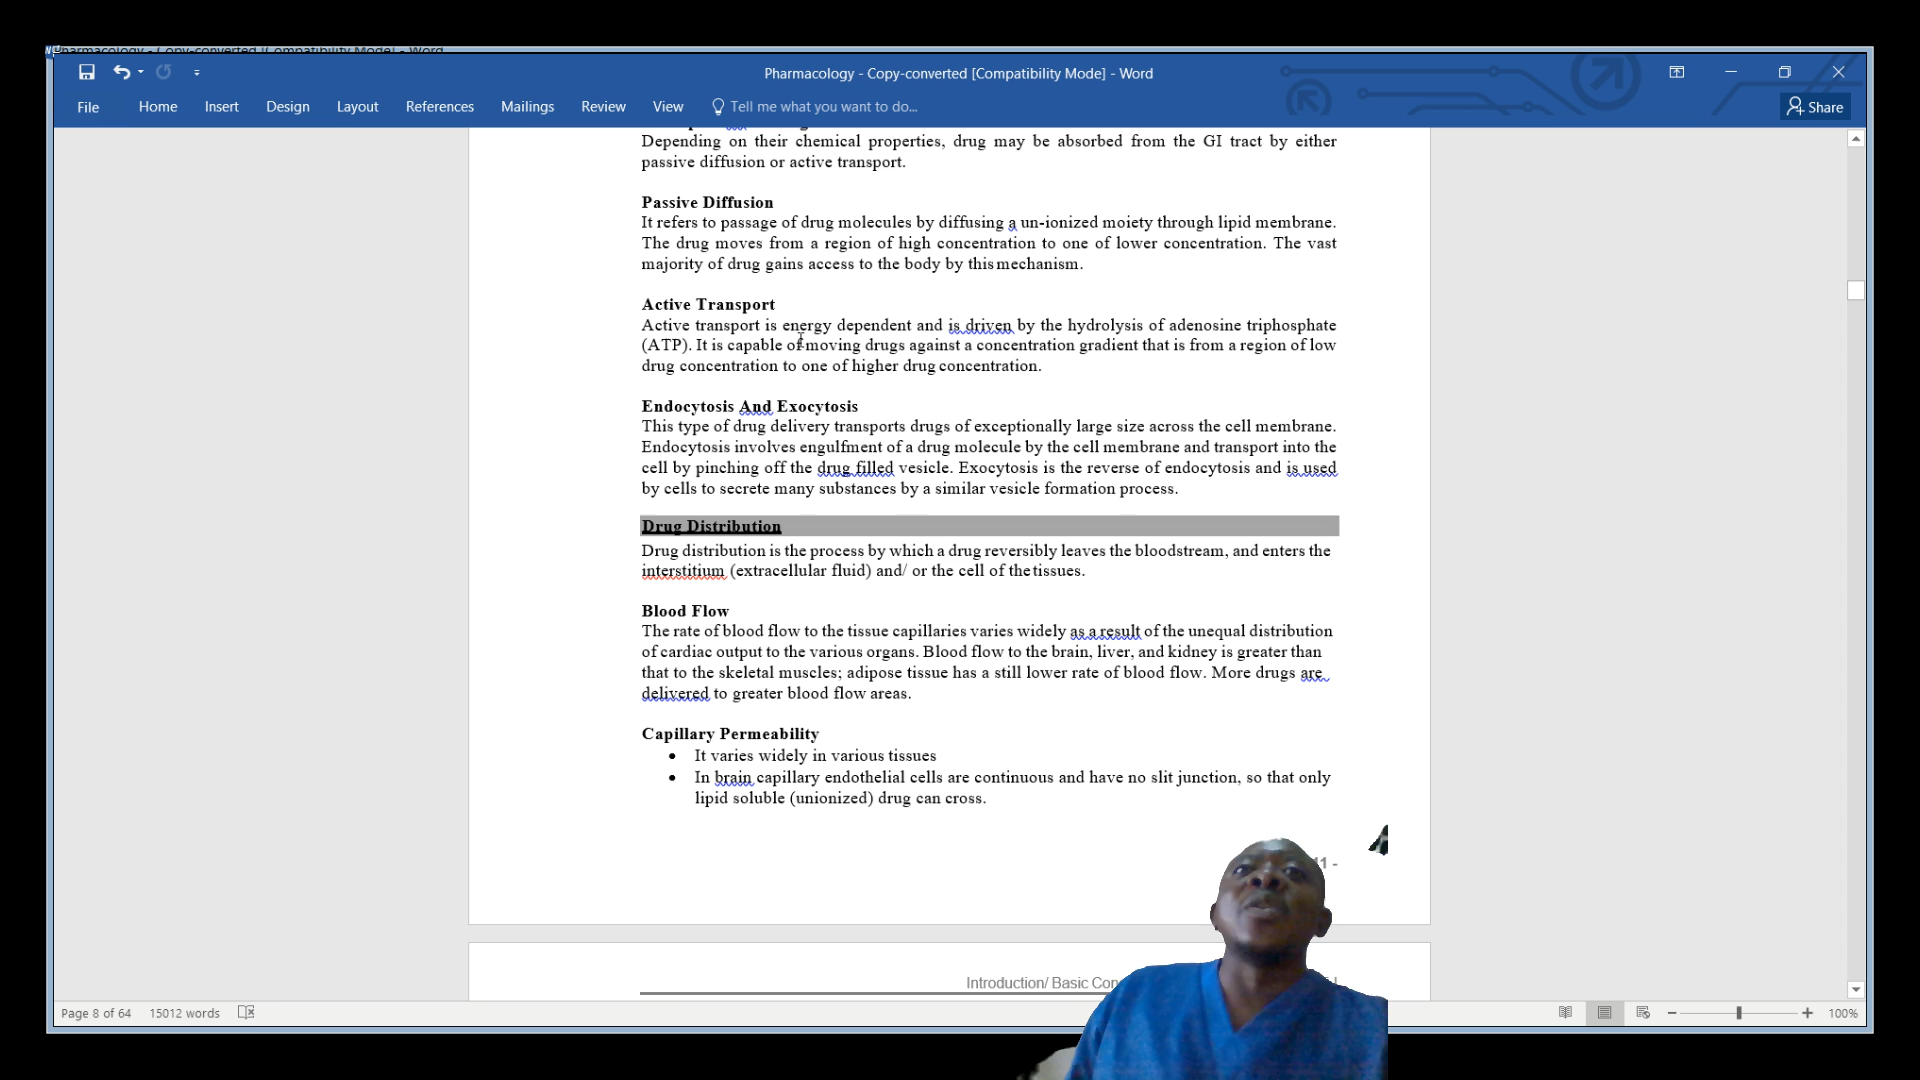 Pharmacology - Copy-converted [Compatibility Mode] - Word
Pharmacology - Copy-converted [Compatibility Mode] - Word
File Home Insert Design Layout References Mailings Review View Tell me what you want to do... Share
Depending on their chemical properties, drug may be absorbed from the GI tract by either
passive diffusion or active transport.
Passive Diffusion
It refers to passage of drug molecules by diffusing a un-ionized moiety through lipid membrane.
The drug moves from a region of high concentration to one of lower concentration. The vast
majority of drug gains access to the body by this mechanism.
Active Transport
Active transport is energy dependent and is driven by the hydrolysis of adenosine triphosphate
(ATP). It is capable of moving drugs against a concentration gradient that is from a region of low
drug concentration to one of higher drug concentration.
Endocytosis And Exocytosis
This type of drug delivery transports drugs of exceptionally large size across the cell membrane.
Endocytosis involves engulfment of a drug molecule by the cell membrane and transport into the
cell by pinching off the drug filled vesicle. Exocytosis is the reverse of endocytosis and is used
by cells to secrete many substances by a similar vesicle formation process.
Drug Distribution
Drug distribution is the process by which a drug reversibly leaves the bloodstream, and enters the
interstitium (extracellular fluid) and/ or the cell of thetissues.
Blood Flow
The rate of blood flow to the tissue capillaries varies widely as a result of the unequal distribution
of cardiac output to the various organs. Blood flow to the brain, liver, and kidney is greater than
that to the skeletal muscles; adipose tissue has a still lower rate of blood flow. More drugs are
delivered to greater blood flow areas.
Capillary Permeability
• It varies widely in various tissues
• In brain capillary endothelial cells are continuous and have no slit junction, so that only
lipid soluble (unionized) drug can cross.
11 -
Introduction/ Basic Con
Page 8 of 64 15012 words 100%